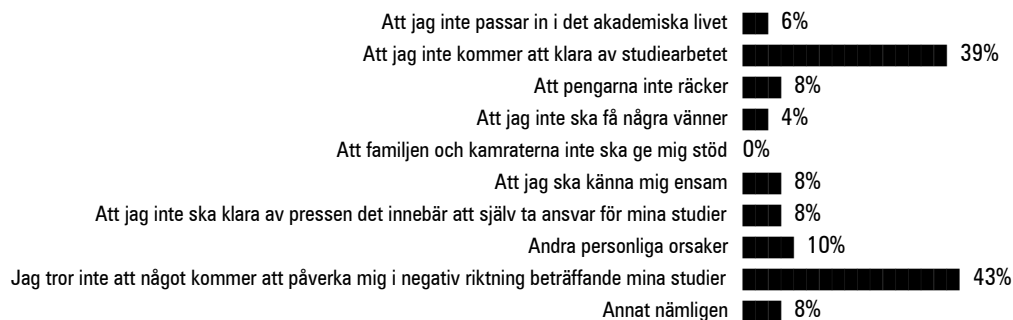 Att jag inte passar in i det akademiska livet 6%
Att jag inte kommer att klara av studiearbetet 39%
Att pengarna inte räcker 8%
Att jag inte ska få några vänner 4%
Att familjen och kamraterna inte ska ge mig stöd 0%
Att jag ska känna mig ensam 8%
Att jag inte ska klara av pressen det innebär att själv ta ansvar för mina studier 8%
Andra personliga orsaker 10%
Jag tror inte att något kommer att påverka mig i negativ riktning beträffande mina studier 43%
Annat nämligen 8%